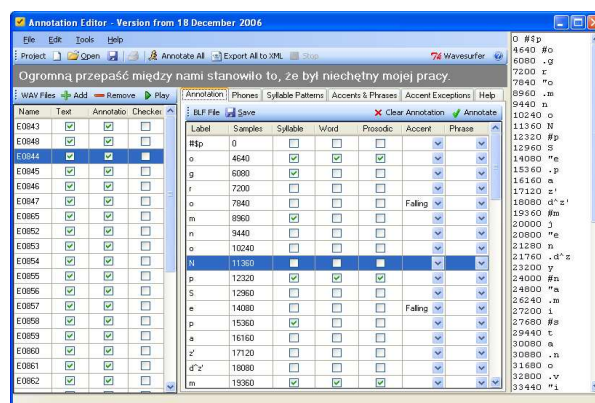 Annotation Editor - Version from 18 December 2006
File Edit Tools Help
Project Open Annotate All Export All to XML Stop Wavesurfer
Ogromną przepaść między nami stanowiło to, że był niechętny mojej pracy.
WAV Files Add Remove Play
Name Text Annotatio Checked
E0843
E0848
E0844
E0845
E0846
E0847
E0865
E0852
E0853
E0854
E0855
E0856
E0857
E0858
E0859
E0860
E0861
E0862
Annotation Phones Syllable Patterns Accents & Phrases Accent Exceptions Help
BLF File Save Clear Annotation Annotate
Label Samples Syllable Word Prosodic Accent Phrase
#$p 0
o 4640
g 6080
r 7200
o 7840 Falling
m 8960
n 9440
o 10240
N 11360
p 12320
S 12960
e 14080 Falling
p 15360
a 16160
z' 17120
d^z' 18080
m 19360
0 #$p
4640 #o
6080 .g
7200 r
7840 "o
8960 .m
9440 n
10240 o
11360 N
12320 #p
12960 S
14080 "e
15360 .p
16160 a
17120 z'
18080 d^z'
19360 #m
20000 j
20800 "e
21280 n
21760 .d^z
23200 y
24000 #n
24800 "a
26240 .m
27200 i
27680 #s
29440 t
30080 a
30880 .n
31680 o
32800 .v
33440 "i